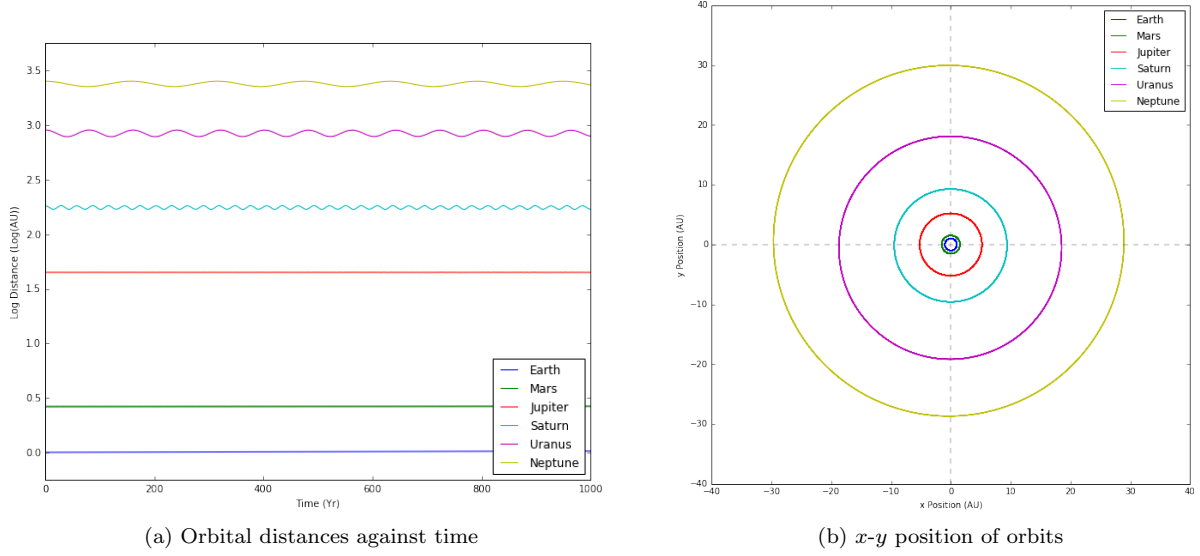 3.5
3.0
2.5
2.0
1.5
1.0
0.5
0.0
Log Distance (Log(AU))
0
200
400
600
800
1000
Time (Yr)
Earth
Mars
Jupiter
Saturn
Uranus
Neptune
(a) Orbital distances against time
40
30
20
10
0
−10
−20
−30
−40
y Position (AU)
−40
−30
−20
−10
0
10
20
30
40
x Position (AU)
Earth
Mars
Jupiter
Saturn
Uranus
Neptune
(b) x-y position of orbits